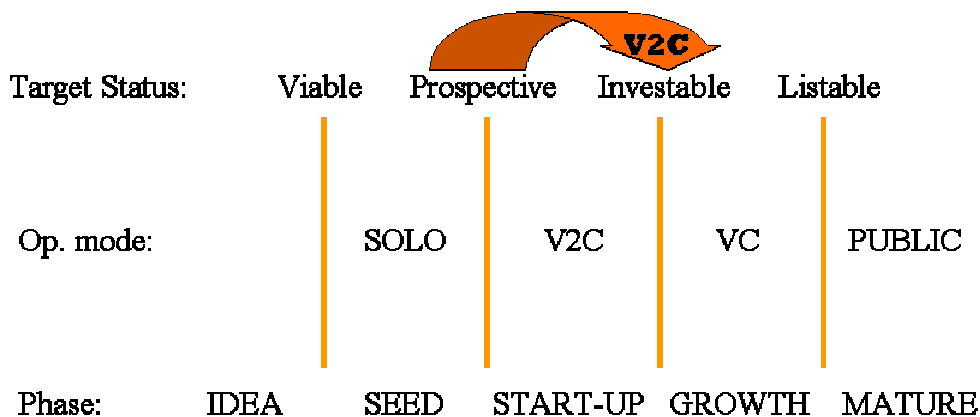 V2C
Target Status: Viable Prospective Investable Listable
Op. mode: SOLO V2C VC PUBLIC
Phase: IDEA SEED START-UP GROWTH MATURE